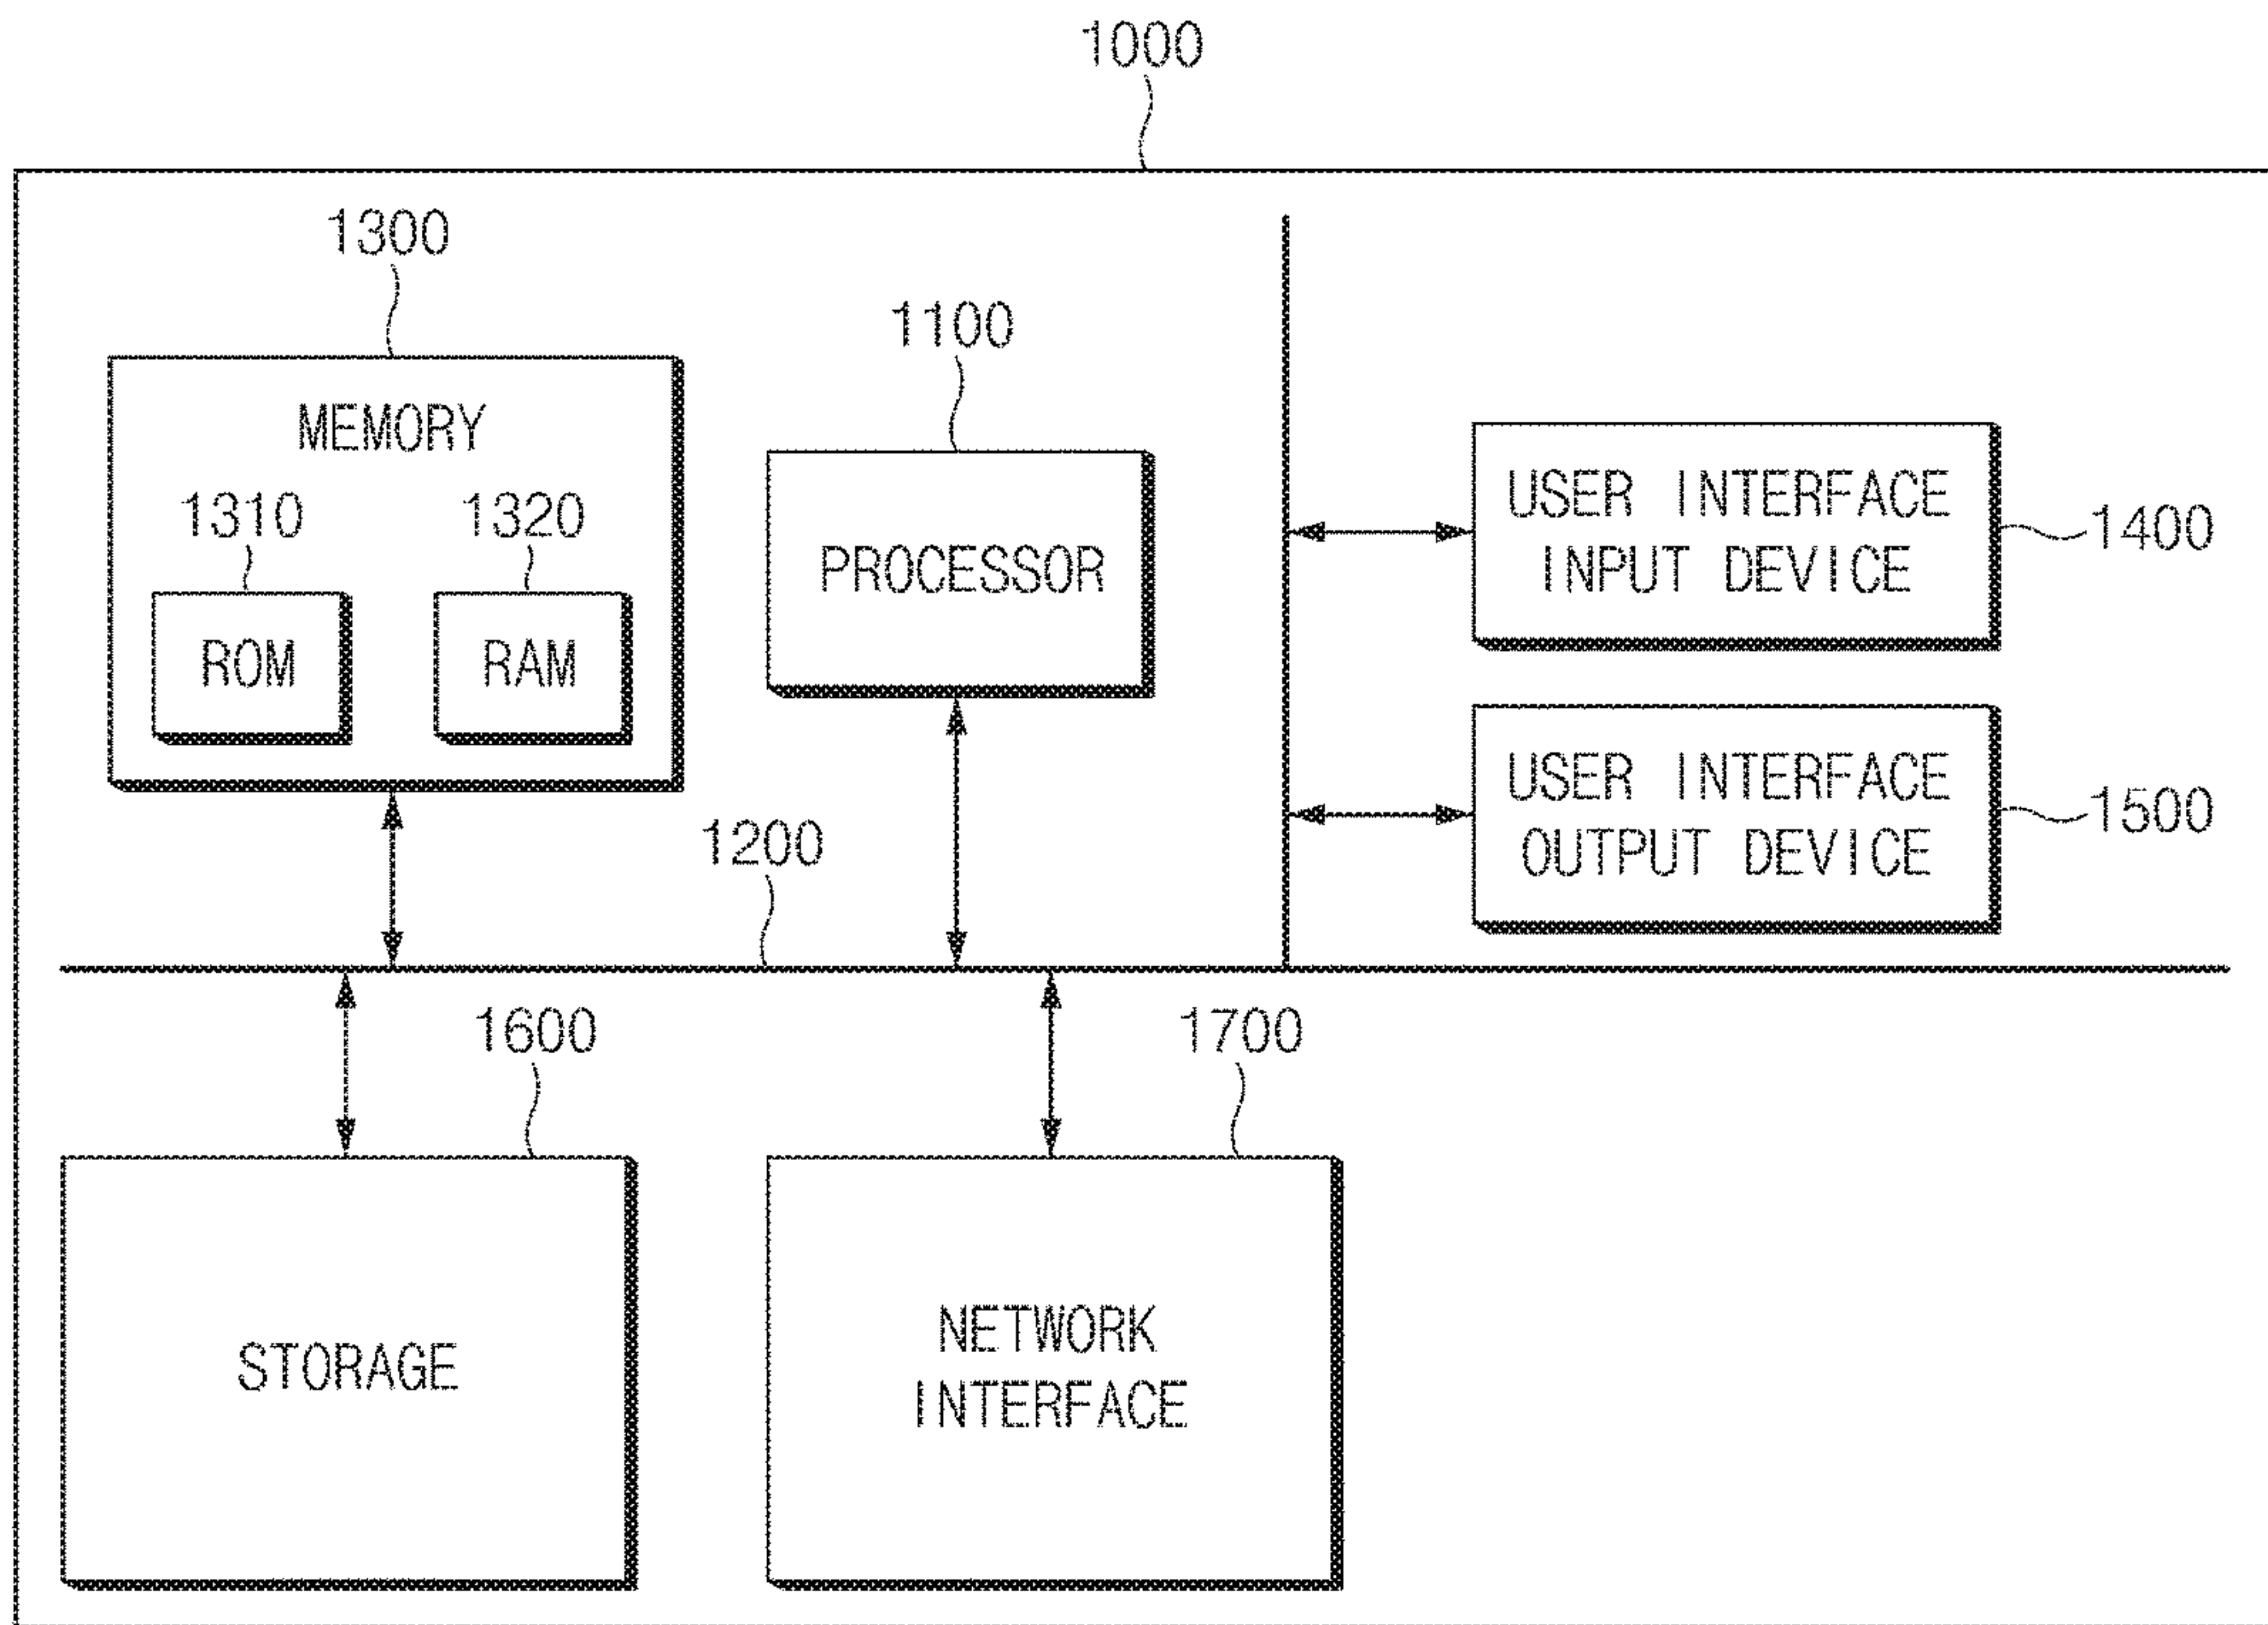 1000
1300
1100
MEMORY
1310
1320
ROM
RAM
PROCESSOR
USER INTERFACE
INPUT DEVICE
1400
USER INTERFACE
OUTPUT DEVICE
1500
1200
1600
1700
STORAGE
NETWORK
INTERFACE